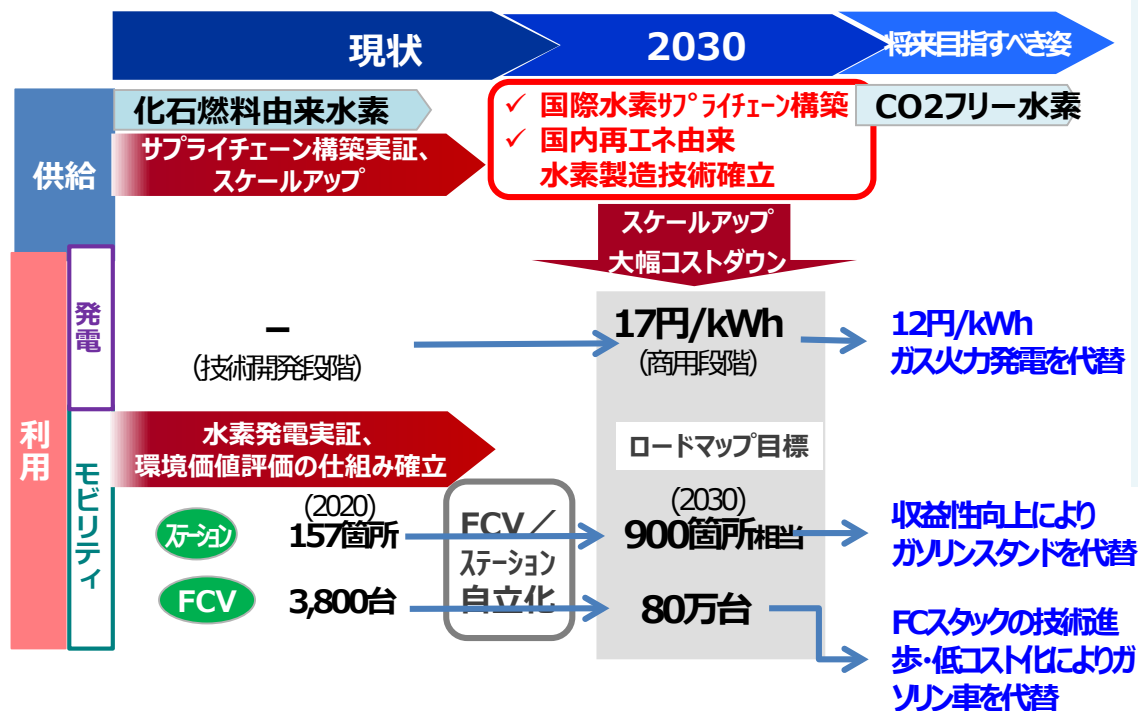 現状
2030
将来目指すべき姿
供給
化石燃料由来水素
サプライチェーン構築実証、
スケールアップ
✓ 国際水素ｻﾌﾟﾗｲﾁｪｰﾝ構築
✓ 国内再エネ由来
水素製造技術確立
CO2フリー水素
スケールアップ
大幅コストダウン
利用
発電
–
(技術開発段階)
17円/kWh
(商用段階)
12円/kWh
ガス火力発電を代替
水素発電実証、
環境価値評価の仕組み確立
ロードマップ目標
モビリティ
ｽﾃｰｼｮﾝ
(2020)
157箇所
FCV／
ｽﾃｰｼｮﾝ
自立化
(2030)
900箇所相当
収益性向上により
ガソリンスタンドを代替
FCV
3,800台
80万台
FCスタックの技術進
歩・低コスト化によりガ
ソリン車を代替